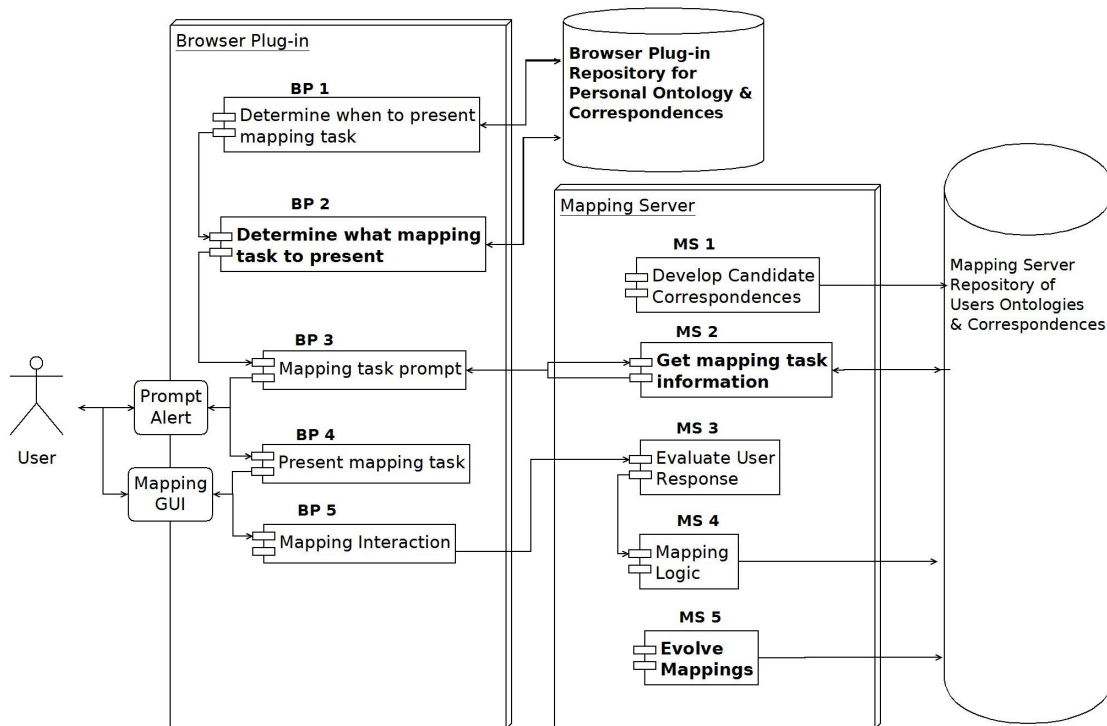 Browser Plug-in
BP 1
Determine when to present
mapping task
BP 2
Determine what mapping
task to present
BP 3
Mapping task prompt
BP 4
Present mapping task
BP 5
Mapping Interaction
User
Prompt
Alert
Mapping
GUI
Browser Plug-in
Repository for
Personal Ontology &
Correspondences
Mapping Server
MS 1
Develop Candidate
Correspondences
MS 2
Get mapping task
information
MS 3
Evaluate User
Response
MS 4
Mapping
Logic
MS 5
Evolve
Mappings
Mapping Server
Repository of
Users Ontologies
& Correspondences